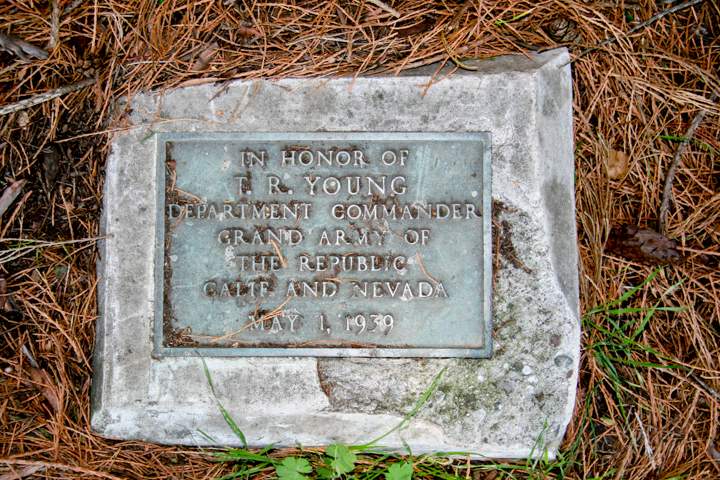 IN HONOR OF
T. R. YOUNG
DEPARTMENT COMMANDER
GRAND ARMY OF
THE REPUBLIC
CALIF AND NEVADA
MAY 1, 1939